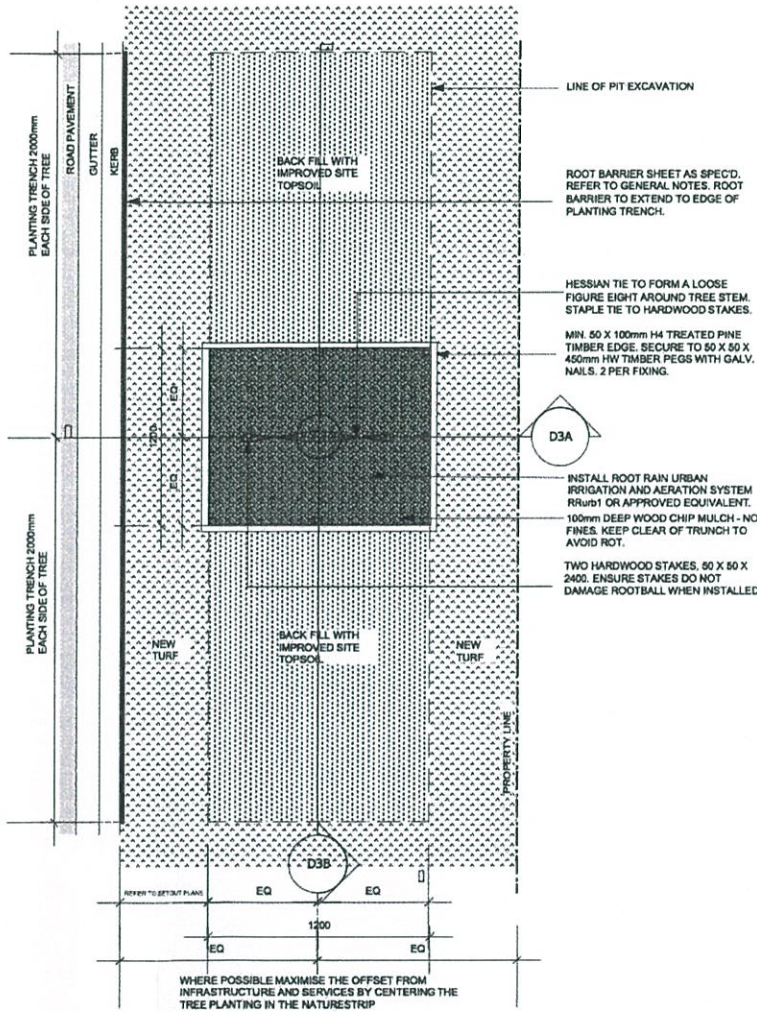 LINE OF PIT EXCAVATION
PLANTING TRENCH 2000mm
EACH SIDE OF TREE
ROAD PAVEMENT
GUTTER
KERB
BACK FILL WITH
IMPROVED SITE
TOPSOIL
ROOT BARRIER SHEET AS SPEC'D.
REFER TO GENERAL NOTES. ROOT
BARRIER TO EXTEND TO EDGE OF
PLANTING TRENCH.
HESSIAN TIE TO FORM A LOOSE
FIGURE EIGHT AROUND TREE STEM.
STAPLE TIE TO HARDWOOD STAKES.
MIN. 50 X 100mm H4 TREATED PINE
TIMBER EDGE. SECURE TO 50 X 50 X
450mm HW TIMBER PEGS WITH GALV.
NAILS. 2 PER FIXING.
EQ
1200
EQ
D3A
INSTALL ROOT RAIN URBAN
IRRIGATION AND AERATION SYSTEM
RRurb1 OR APPROVED EQUIVALENT.
100mm DEEP WOOD CHIP MULCH - NO
FINES. KEEP CLEAR OF TRUNCH TO
AVOID ROT.
TWO HARDWOOD STAKES, 50 X 50 X
2400. ENSURE STAKES DO NOT
DAMAGE ROOTBALL WHEN INSTALLED
PLANTING TRENCH 2000mm
EACH SIDE OF TREE
NEW
TURF
BACK FILL WITH
IMPROVED SITE
TOPSOIL
NEW
TURF
PROPERTY LINE
D3B
REFER TO SETOUT PLANS
EQ
EQ
1200
EQ
EQ
WHERE POSSIBLE MAXIMISE THE OFFSET FROM
INFRASTRUCTURE AND SERVICES BY CENTERING THE
TREE PLANTING IN THE NATURESTRIP